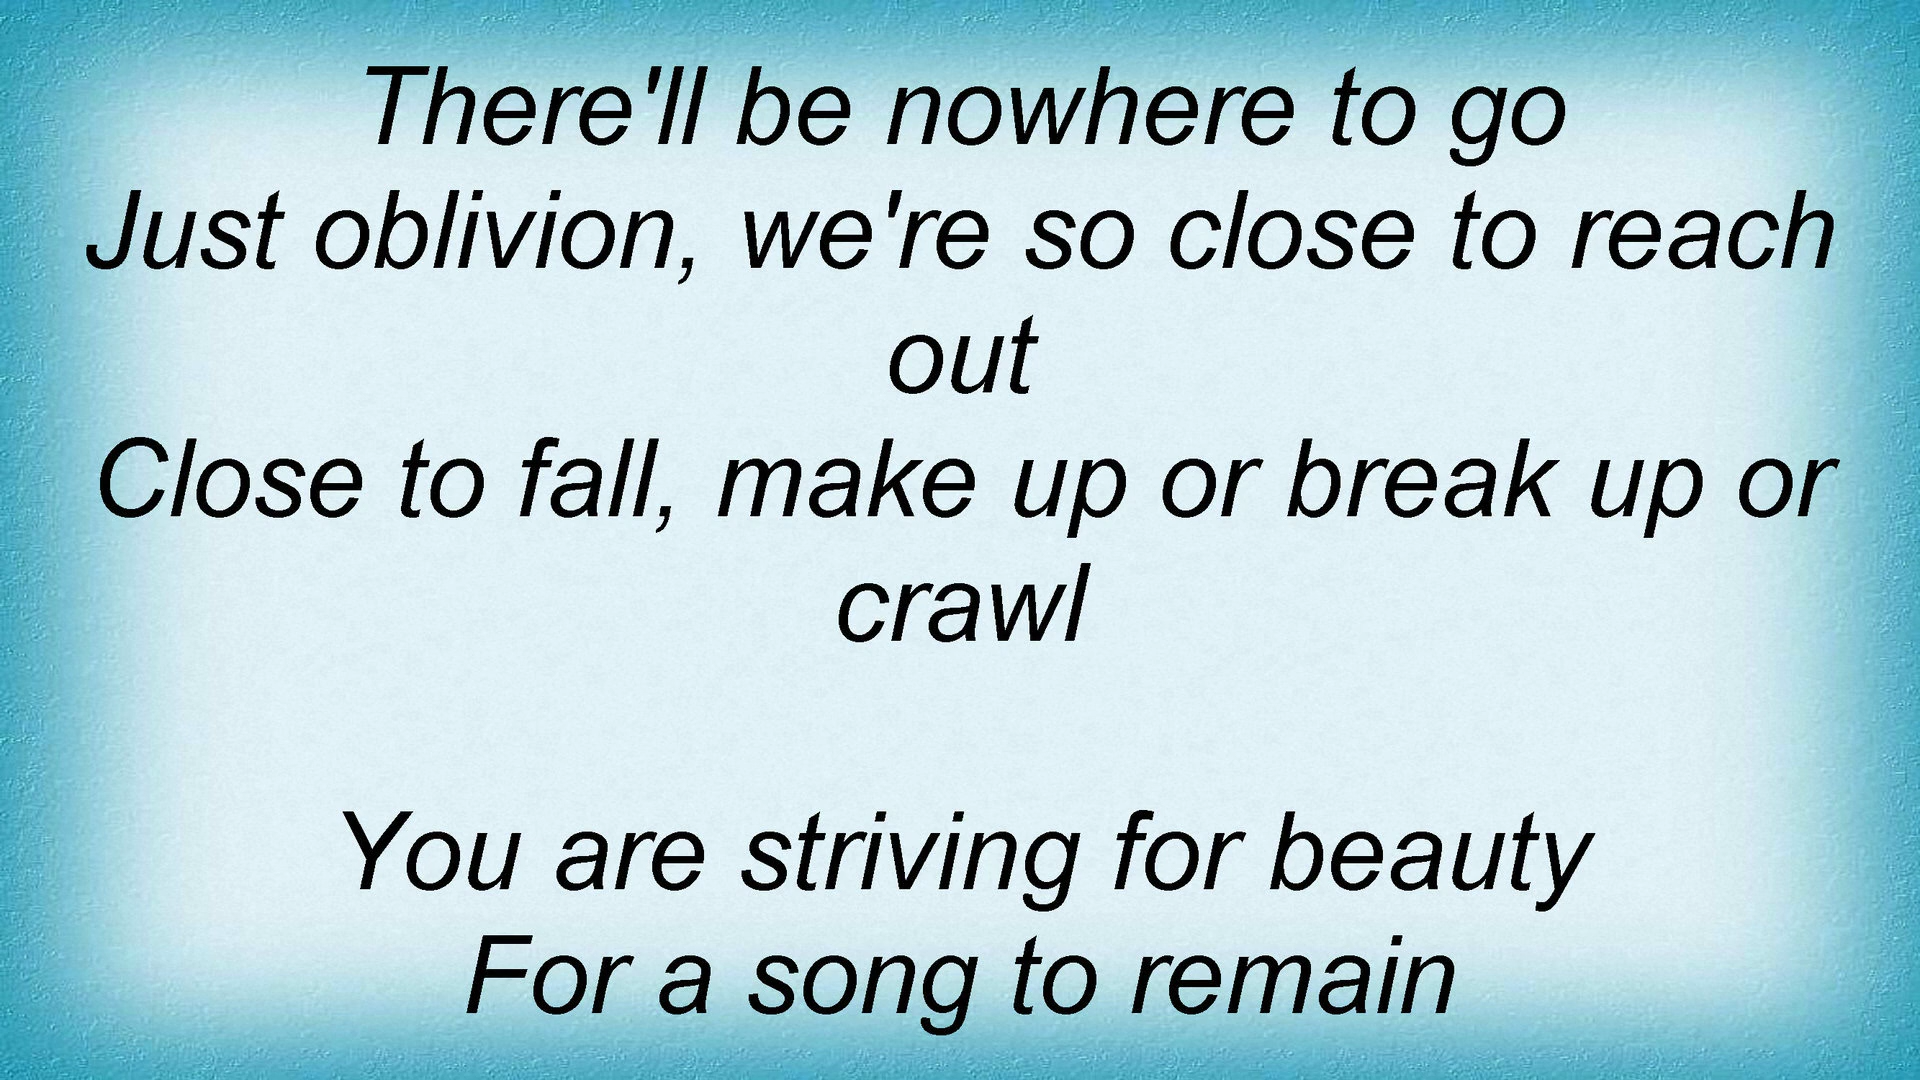 There'll be nowhere to go
Just oblivion, we're so close to reach
out
Close to fall, make up or break up or
crawl
You are striving for beauty
For a song to remain